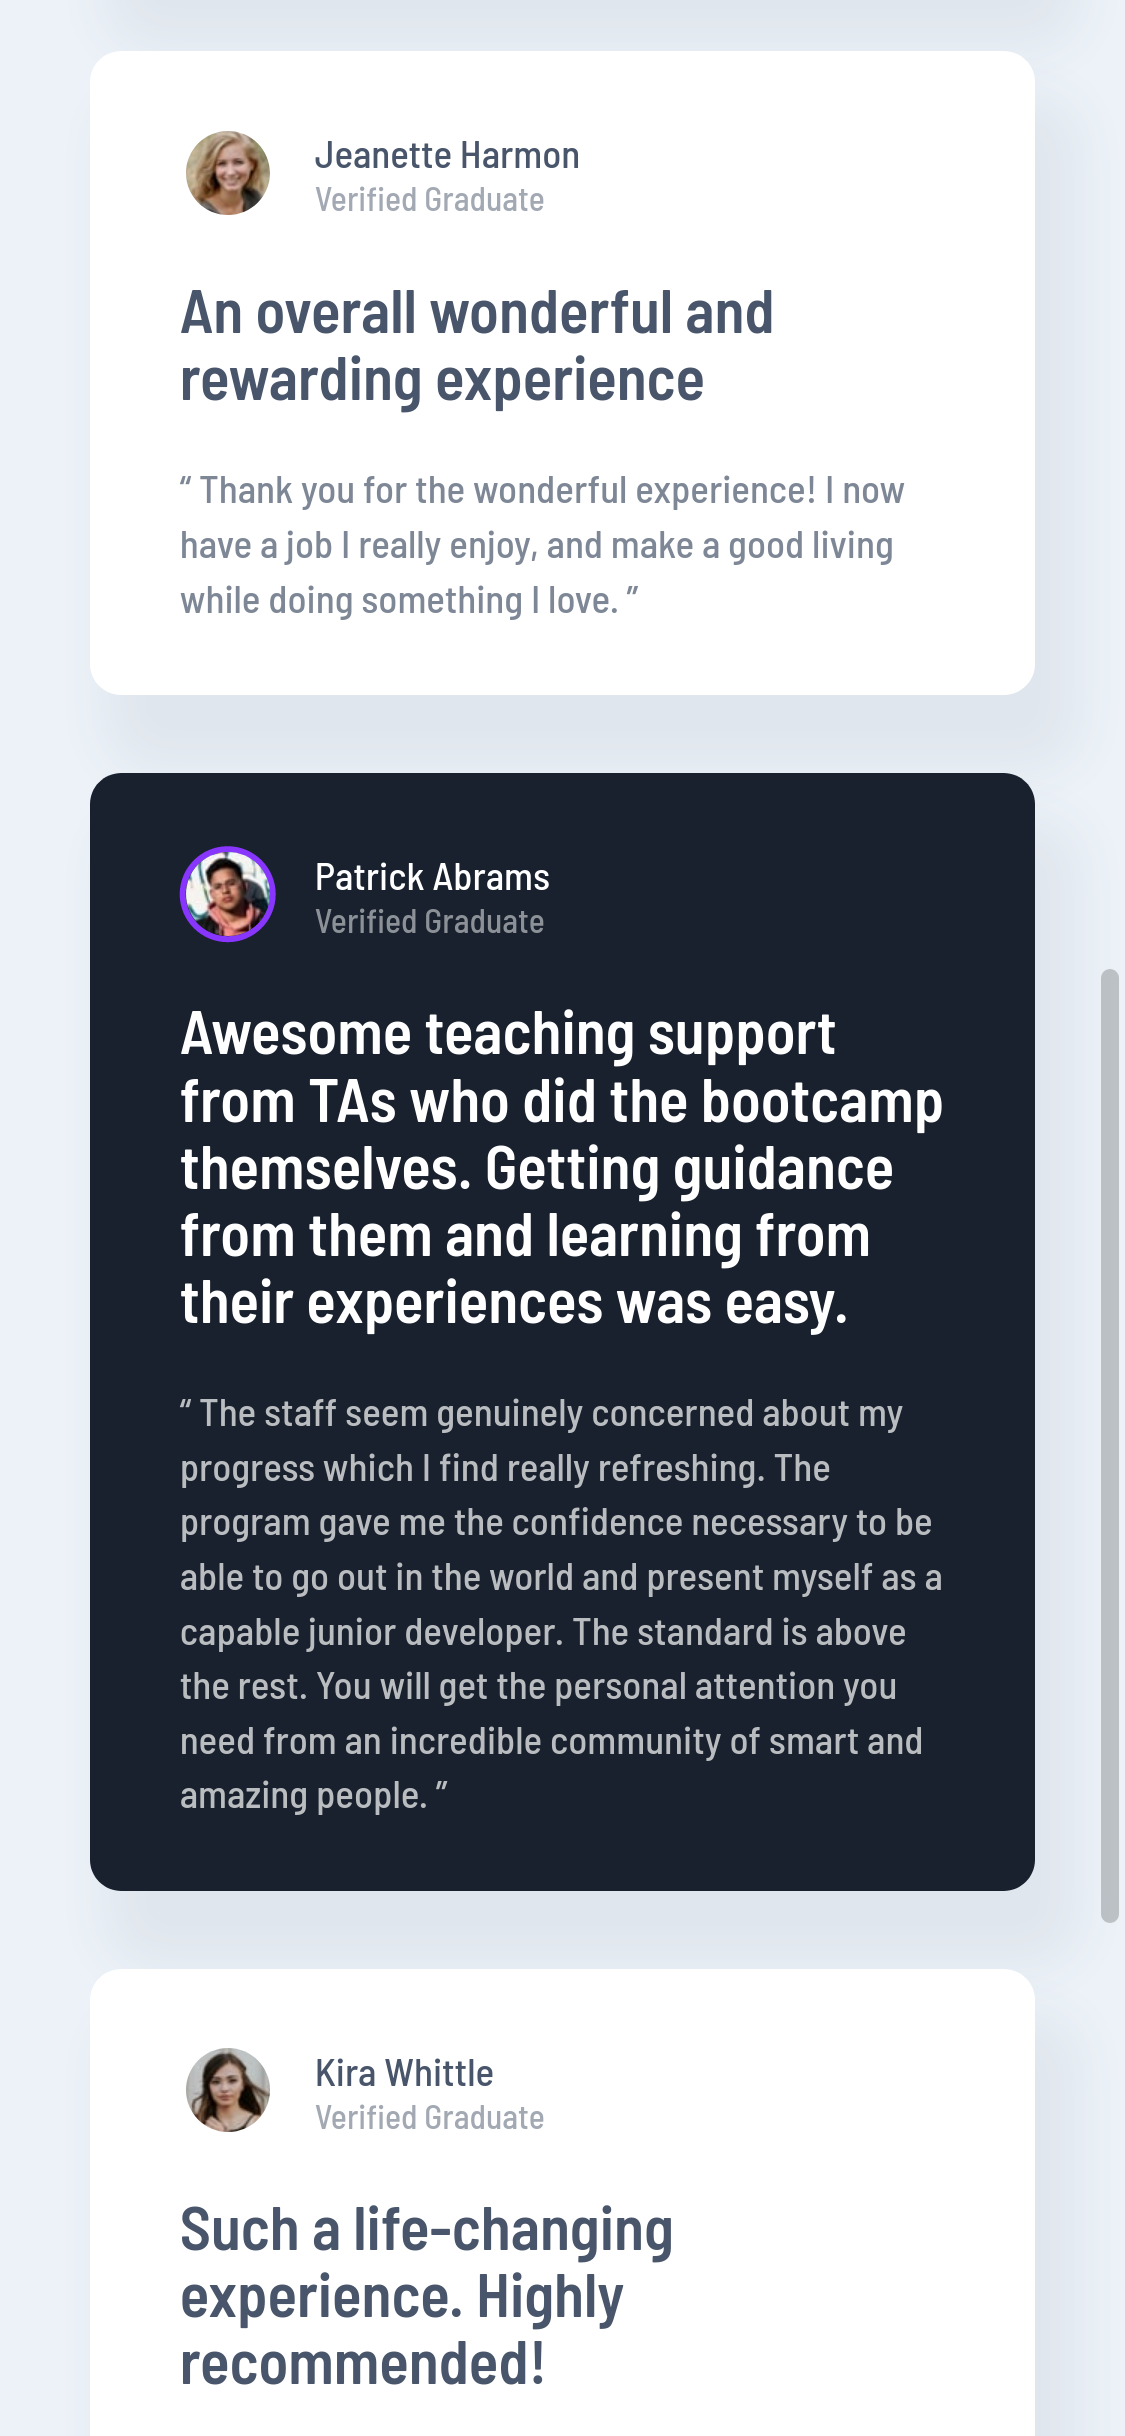 Jeanette Harmon
Verified Graduate
An overall wonderful and
rewarding experience
“ Thank you for the wonderful experience! I now
have a job I really enjoy, and make a good living
while doing something I love. ”
Patrick Abrams
Verified Graduate
Awesome teaching support
from TAs who did the bootcamp
themselves. Getting guidance
from them and learning from
their experiences was easy.
“ The staff seem genuinely concerned about my
progress which I find really refreshing. The
program gave me the confidence necessary to be
able to go out in the world and present myself as a
capable junior developer. The standard is above
the rest. You will get the personal attention you
need from an incredible community of smart and
amazing people. ”
Kira Whittle
Verified Graduate
Such a life-changing
experience. Highly
recommended!